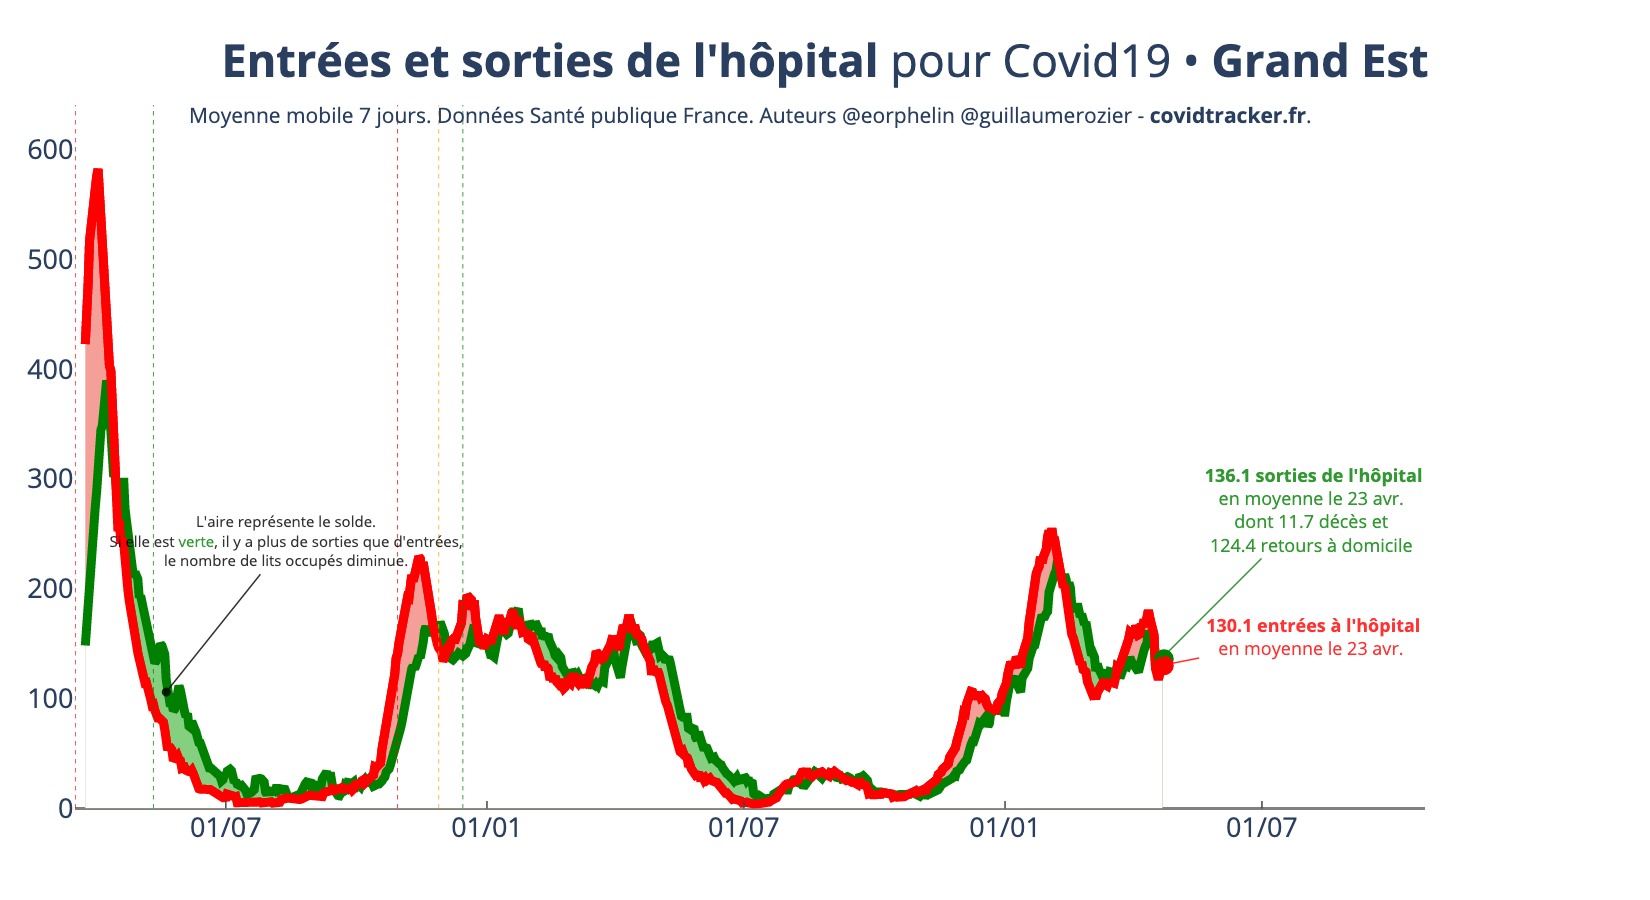 Entrées et sorties de l'hôpital pour Covid19 • Grand Est
Moyenne mobile 7 jours. Données Santé publique France. Auteurs @eorphelin @guillaumerozier - covidtracker.fr.
600
500
400
300
200
100
0
L'aire représente le solde.
Si elle est verte, il y a plus de sorties que d'entrées,
le nombre de lits occupés diminue.
136.1 sorties de l'hôpital
en moyenne le 23 avr.
dont 11.7 décès et
124.4 retours à domicile
130.1 entrées à l'hôpital
en moyenne le 23 avr.
01/07
01/01
01/07
01/01
01/07